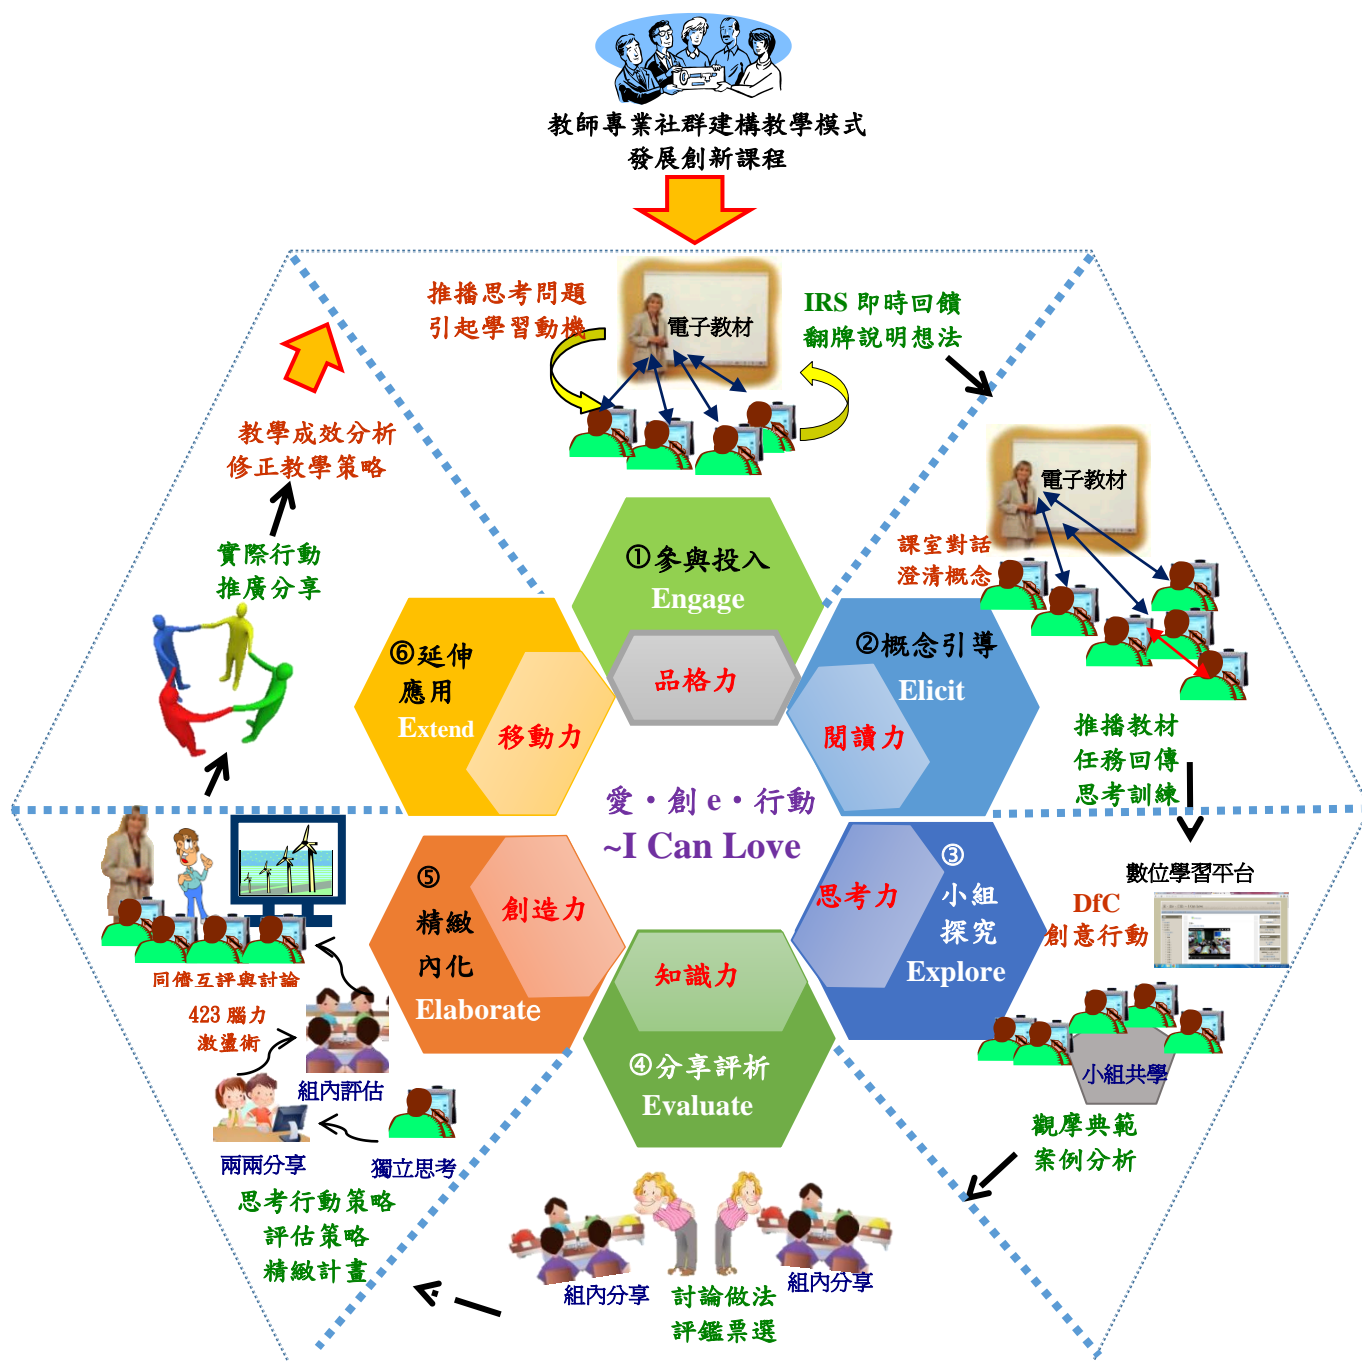 教師專業社群建構教學模式
發展創新課程
推播思考問題
引起學習動機
電子教材
IRS 即時回饋
翻牌說明想法
①參與投入
Engage
品格力
電子教材
課室對話
澄清概念
②概念引導
Elicit
閱讀力
推播教材
任務回傳
思考訓練
數位學習平台
DfC
創意行動
③
小組
探究
Explore
思考力
小組共學
觀摩典範
案例分析
知識力
④分享評析
Evaluate
組內分享
組內分享
討論做法
評鑑票選
⑤
精緻
內化
Elaborate
創造力
同儕互評與討論
423 腦力
激盪術
組內評估
兩兩分享
獨立思考
思考行動策略
評估策略
精緻計畫
⑥延伸
應用
Extend
移動力
實際行動
推廣分享
教學成效分析
修正教學策略
愛・創 e・行動
~I Can Love